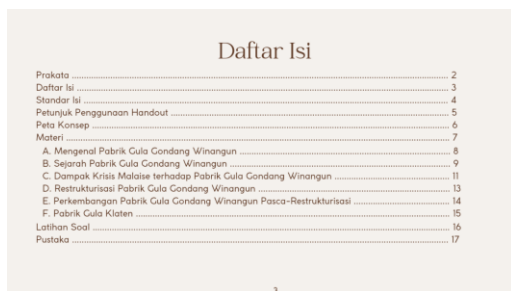 Daftar Isi
Prakata ........................................ 2
Daftar Isi ........................................ 3
Standar Isi ........................................ 4
Petunjuk Penggunaan Handout ........................................ 5
Peta Konsep ........................................ 6
Materi ........................................ 7
A. Mengenal Pabrik Gula Gondang Winangun ........................................ 8
B. Sejarah Pabrik Gula Gondang Winangun ........................................ 9
C. Dampak Krisis Malaise terhadap Pabrik Gula Gondang Winangun ........................................ 11
D. Restrukturisasi Pabrik Gula Gondang Winangun ........................................ 13
E. Perkembangan Pabrik Gula Gondang Winangun Pasca-Restrukturisasi ........................................ 14
F. Pabrik Gula Klaten ........................................ 15
Latihan Soal ........................................ 16
Pustaka ........................................ 17
3